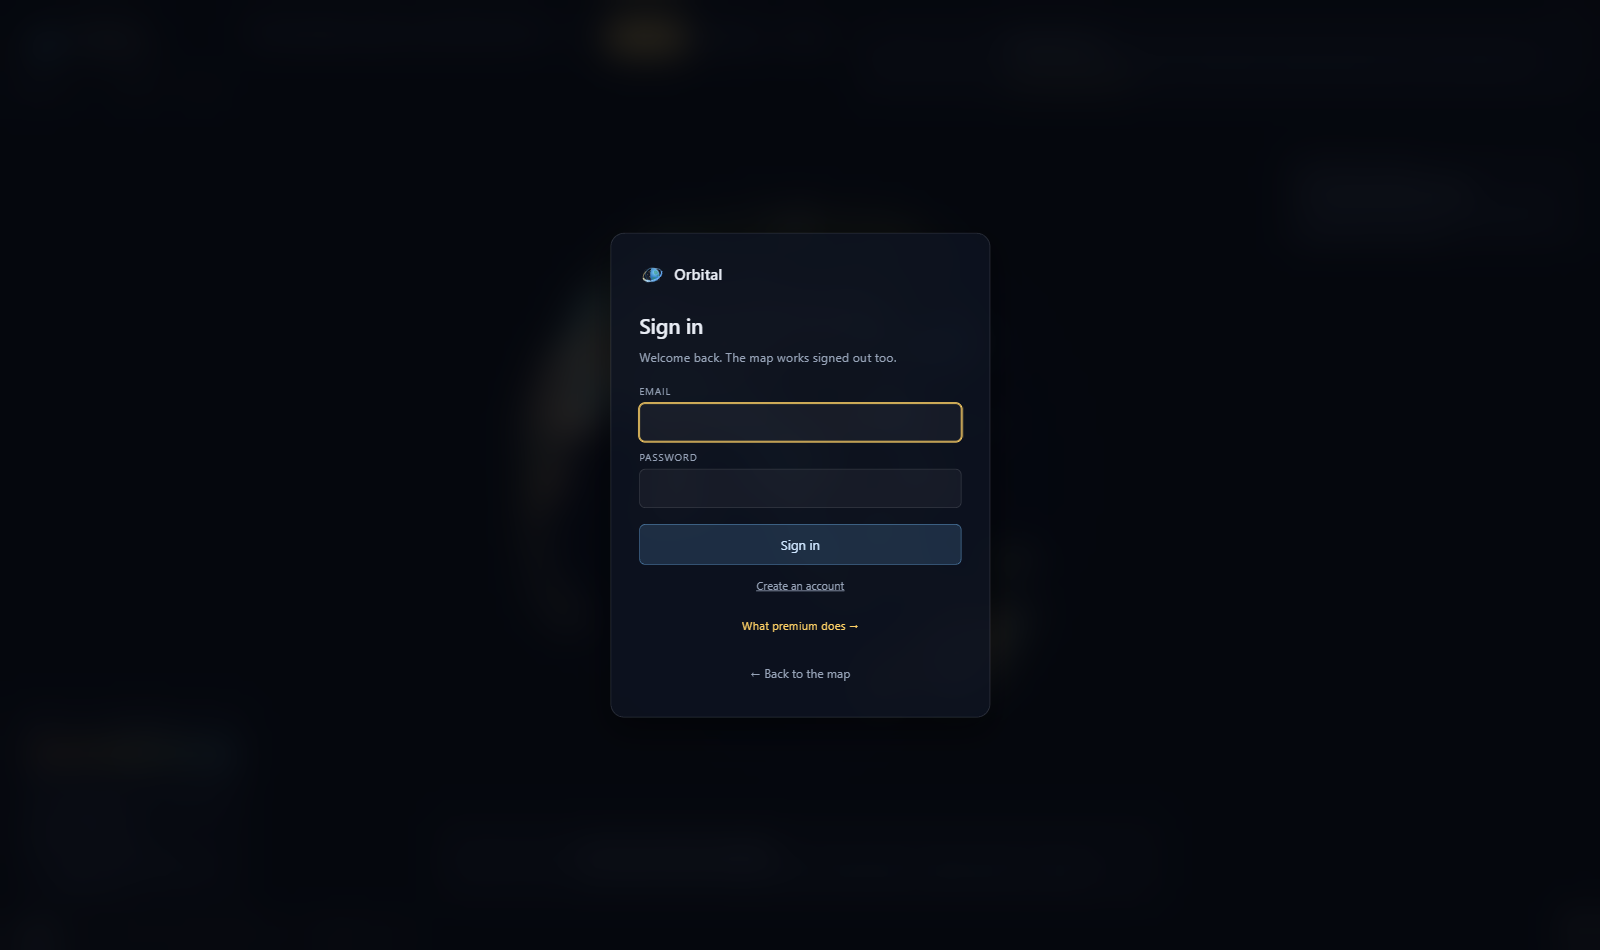 Orbital
Sign in
Welcome back. The map works signed out too.
EMAIL
PASSWORD
Sign in
Create an account
What premium does →
← Back to the map